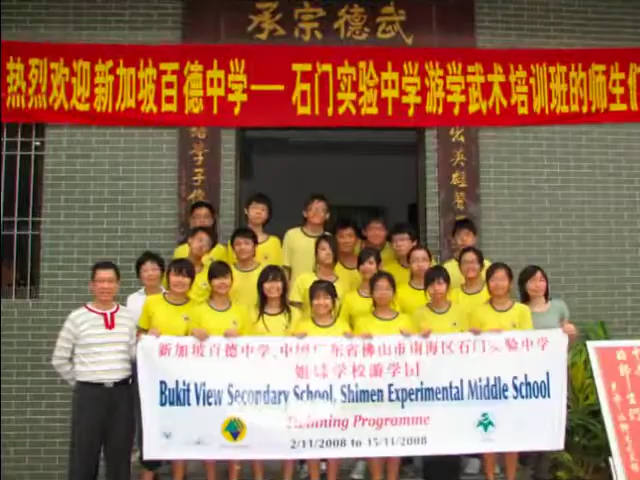 承宗德武
热烈欢迎新加坡百德中学一石门实验中学游学武术培训班的师生们
新加坡百德中学、中国广东省佛山市南海区石门实验中学
姐妹学校游学团
Bukit View Secondary School, Shimen Experimental Middle School
Twinning Programme
2/11/2008 to 15/11/2008